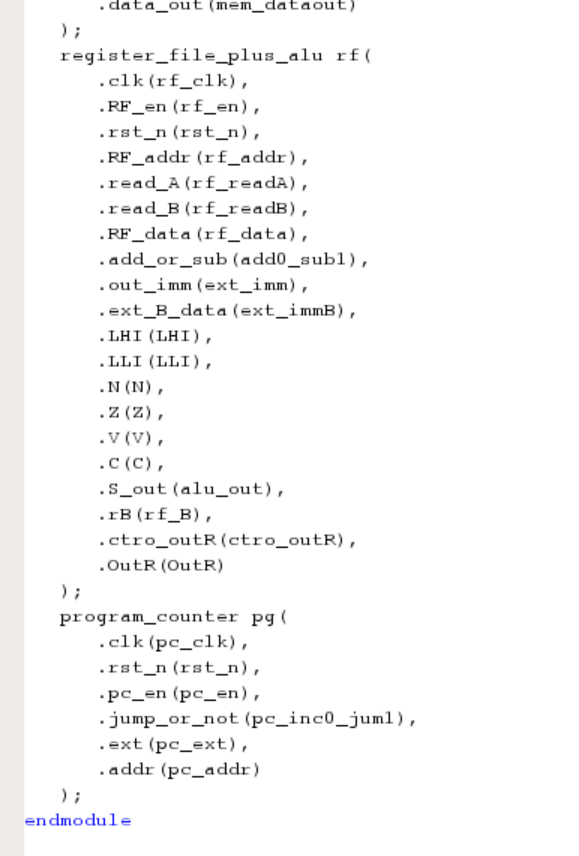 .data_out(mem_dataout)
);
register_file_plus_alu rf(
.clk(rf_clk),
.RF_en(rf_en),
.rst_n(rst_n),
.RF_addr(rf_addr),
.read_A(rf_readA),
.read_B(rf_readB),
.RF_data(rf_data),
.add_or_sub(add0_sub1),
.out_imm(ext_imm),
.ext_B_data(ext_immB),
.LHI(LHI),
.LLI(LLI),
.N(N),
.Z(Z),
.V(V),
.C(C),
.S_out(alu_out),
.rB(rf_B),
.ctro_outR(ctro_outR),
.OutR(OutR)
);
program_counter pg(
.clk(pc_clk),
.rst_n(rst_n),
.pc_en(pc_en),
.jump_or_not(pc_inc0_jum1),
.ext(pc_ext),
.addr(pc_addr)
);
endmodule